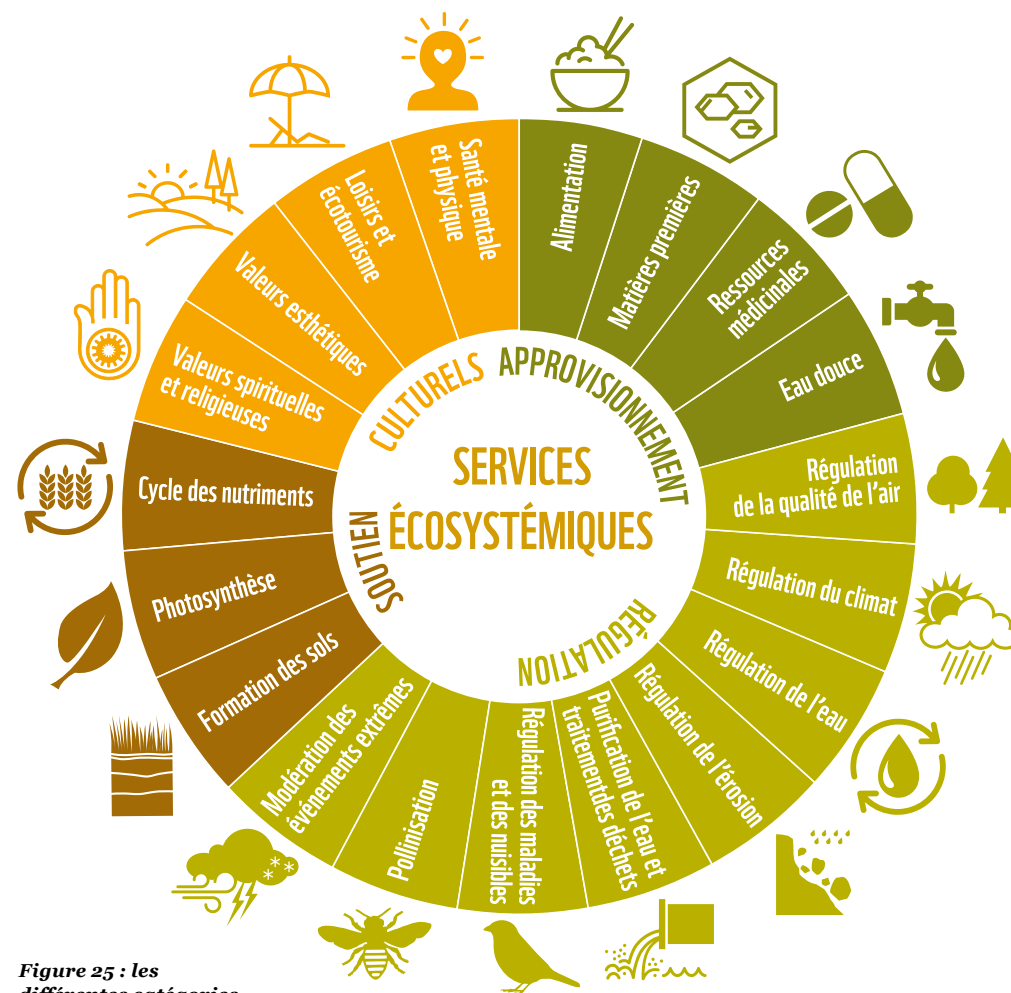 SERVICES
ÉCOSYSTÉMIQUES
APPROVISIONNEMENT
Alimentation
Matières premières
Ressources
médicinales
Eau douce
RÉGULATION
Régulation
de la qualité de l'air
Régulation du climat
Régulation de l'eau
Régulation de l'érosion
Purification de l'eau et
traitementdes déchets
Régulation des maladies
et des nuisibles
Pollinisation
Modération des
événements extrêmes
SOUTIEN
Formation des sols
Photosynthèse
Cycle des nutriments
CULTURELS
Valeurs spirituelles
et religieuses
Valeurs esthétiques
Loisirs et
écotourisme
Santé mentale
et physique
Figure 25 : les
différentes catégories